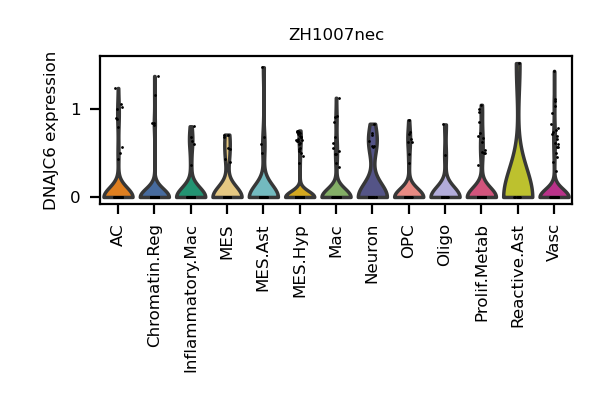 ZH1007nec
DNAJC6 expression
1
0
AC
Chromatin.Reg
Inflammatory.Mac
MES
MES.Ast
MES.Hyp
Mac
Neuron
OPC
Oligo
Prolif.Metab
Reactive.Ast
Vasc